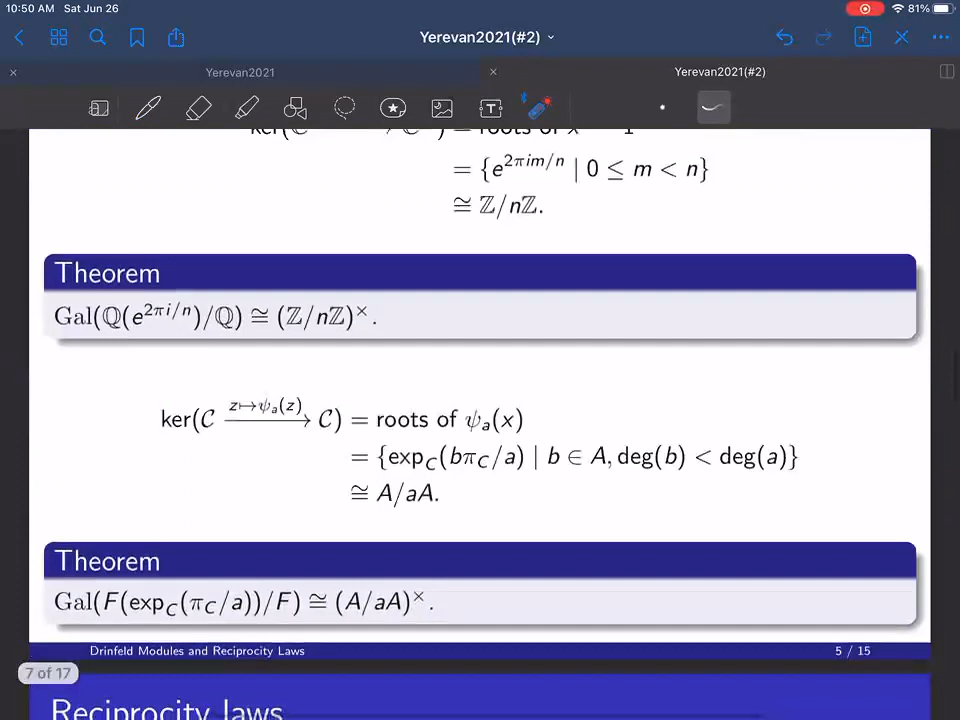 10:50 AM Sat Jun 26
81%
Yerevan2021(#2)
Yerevan2021
Yerevan2021(#2)
T
= {e^{2πim/n} | 0 ≤ m < n}
≅ ℤ/nℤ.
Theorem
Gal(ℚ(e^{2πi/n})/ℚ) ≅ (ℤ/nℤ)^×.
ker(𝒞 \xrightarrow{z↦ψ_a(z)} 𝒞) = roots of ψ_a(x)
= {exp_C(bπ_C/a) | b ∈ A, deg(b) < deg(a)}
≅ A/aA.
Theorem
Gal(F(exp_C(π_C/a))/F) ≅ (A/aA)^×.
Drinfeld Modules and Reciprocity Laws 5 / 15
7 of 17
Reciprocity laws